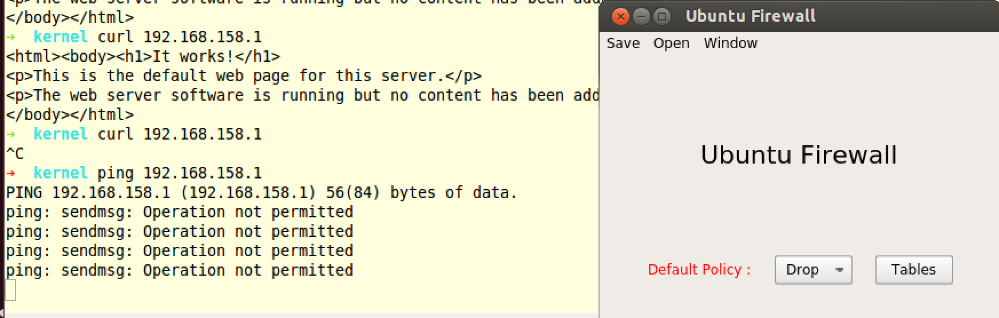 <p>The web server software is running but no content has been add
</body></html>
➜  kernel curl 192.168.158.1
<html><body><h1>It works!</h1>
<p>This is the default web page for this server.</p>
<p>The web server software is running but no content has been add
</body></html>
➜  kernel curl 192.168.158.1
^C
➜  kernel ping 192.168.158.1
PING 192.168.158.1 (192.168.158.1) 56(84) bytes of data.
ping: sendmsg: Operation not permitted
ping: sendmsg: Operation not permitted
ping: sendmsg: Operation not permitted
ping: sendmsg: Operation not permitted
Ubuntu Firewall
Save Open Window
Ubuntu Firewall
Default Policy : Drop Tables